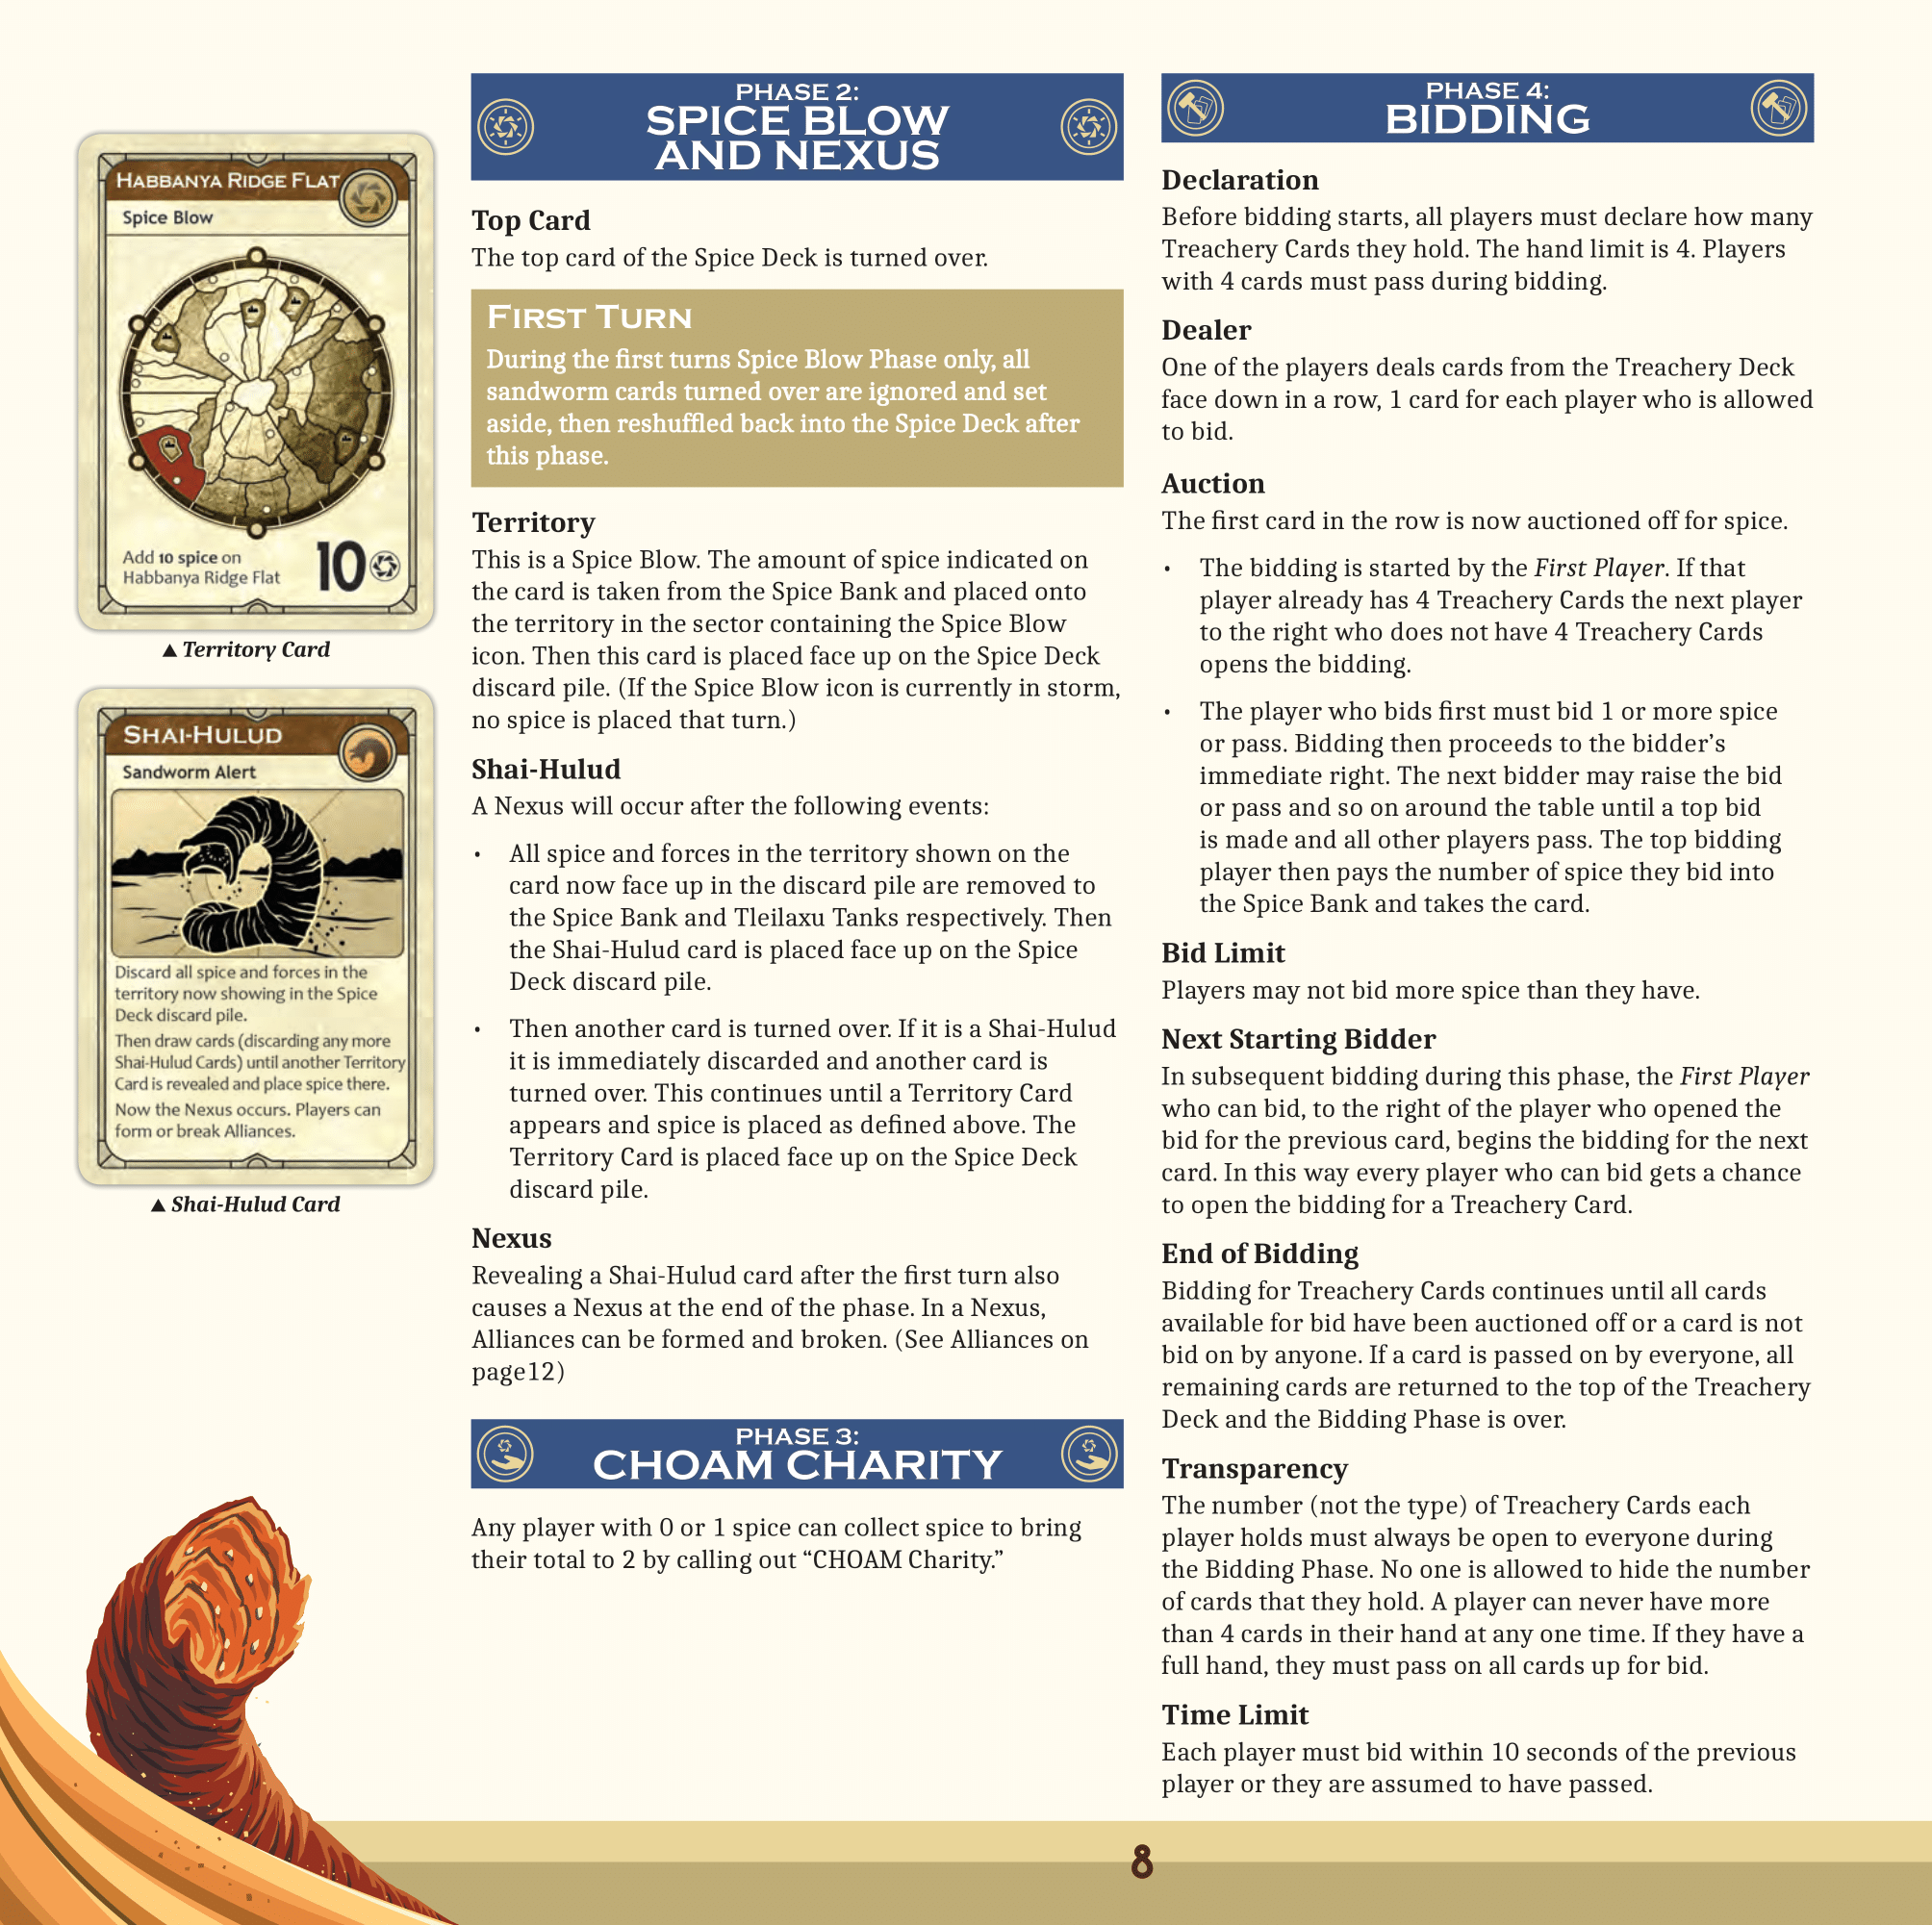 HABBANYA RIDGE FLAT
Spice Blow
Add 10 spice on
Habbanya Ridge Flat
10
▲ Territory Card
SHAI-HULUD
Sandworm Alert
Discard all spice and forces in the
territory now showing in the Spice
Deck discard pile.
Then draw cards (discarding any more
Shai-Hulud Cards) until another Territory
Card is revealed and place spice there.
Now the Nexus occurs. Players can
form or break Alliances.
▲ Shai-Hulud Card
PHASE 2:
SPICE BLOW
AND NEXUS
Top Card
The top card of the Spice Deck is turned over.
FIRST TURN
During the first turns Spice Blow Phase only, all
sandworm cards turned over are ignored and set
aside, then reshuffled back into the Spice Deck after
this phase.
Territory
This is a Spice Blow. The amount of spice indicated on
the card is taken from the Spice Bank and placed onto
the territory in the sector containing the Spice Blow
icon. Then this card is placed face up on the Spice Deck
discard pile. (If the Spice Blow icon is currently in storm,
no spice is placed that turn.)
Shai-Hulud
A Nexus will occur after the following events:
• All spice and forces in the territory shown on the
card now face up in the discard pile are removed to
the Spice Bank and Tleilaxu Tanks respectively. Then
the Shai-Hulud card is placed face up on the Spice
Deck discard pile.
• Then another card is turned over. If it is a Shai-Hulud
it is immediately discarded and another card is
turned over. This continues until a Territory Card
appears and spice is placed as defined above. The
Territory Card is placed face up on the Spice Deck
discard pile.
Nexus
Revealing a Shai-Hulud card after the first turn also
causes a Nexus at the end of the phase. In a Nexus,
Alliances can be formed and broken. (See Alliances on
page12)
PHASE 3:
CHOAM CHARITY
Any player with 0 or 1 spice can collect spice to bring
their total to 2 by calling out “CHOAM Charity.”
PHASE 4:
BIDDING
Declaration
Before bidding starts, all players must declare how many
Treachery Cards they hold. The hand limit is 4. Players
with 4 cards must pass during bidding.
Dealer
One of the players deals cards from the Treachery Deck
face down in a row, 1 card for each player who is allowed
to bid.
Auction
The first card in the row is now auctioned off for spice.
• The bidding is started by the First Player. If that
player already has 4 Treachery Cards the next player
to the right who does not have 4 Treachery Cards
opens the bidding.
• The player who bids first must bid 1 or more spice
or pass. Bidding then proceeds to the bidder’s
immediate right. The next bidder may raise the bid
or pass and so on around the table until a top bid
is made and all other players pass. The top bidding
player then pays the number of spice they bid into
the Spice Bank and takes the card.
Bid Limit
Players may not bid more spice than they have.
Next Starting Bidder
In subsequent bidding during this phase, the First Player
who can bid, to the right of the player who opened the
bid for the previous card, begins the bidding for the next
card. In this way every player who can bid gets a chance
to open the bidding for a Treachery Card.
End of Bidding
Bidding for Treachery Cards continues until all cards
available for bid have been auctioned off or a card is not
bid on by anyone. If a card is passed on by everyone, all
remaining cards are returned to the top of the Treachery
Deck and the Bidding Phase is over.
Transparency
The number (not the type) of Treachery Cards each
player holds must always be open to everyone during
the Bidding Phase. No one is allowed to hide the number
of cards that they hold. A player can never have more
than 4 cards in their hand at any one time. If they have a
full hand, they must pass on all cards up for bid.
Time Limit
Each player must bid within 10 seconds of the previous
player or they are assumed to have passed.
8